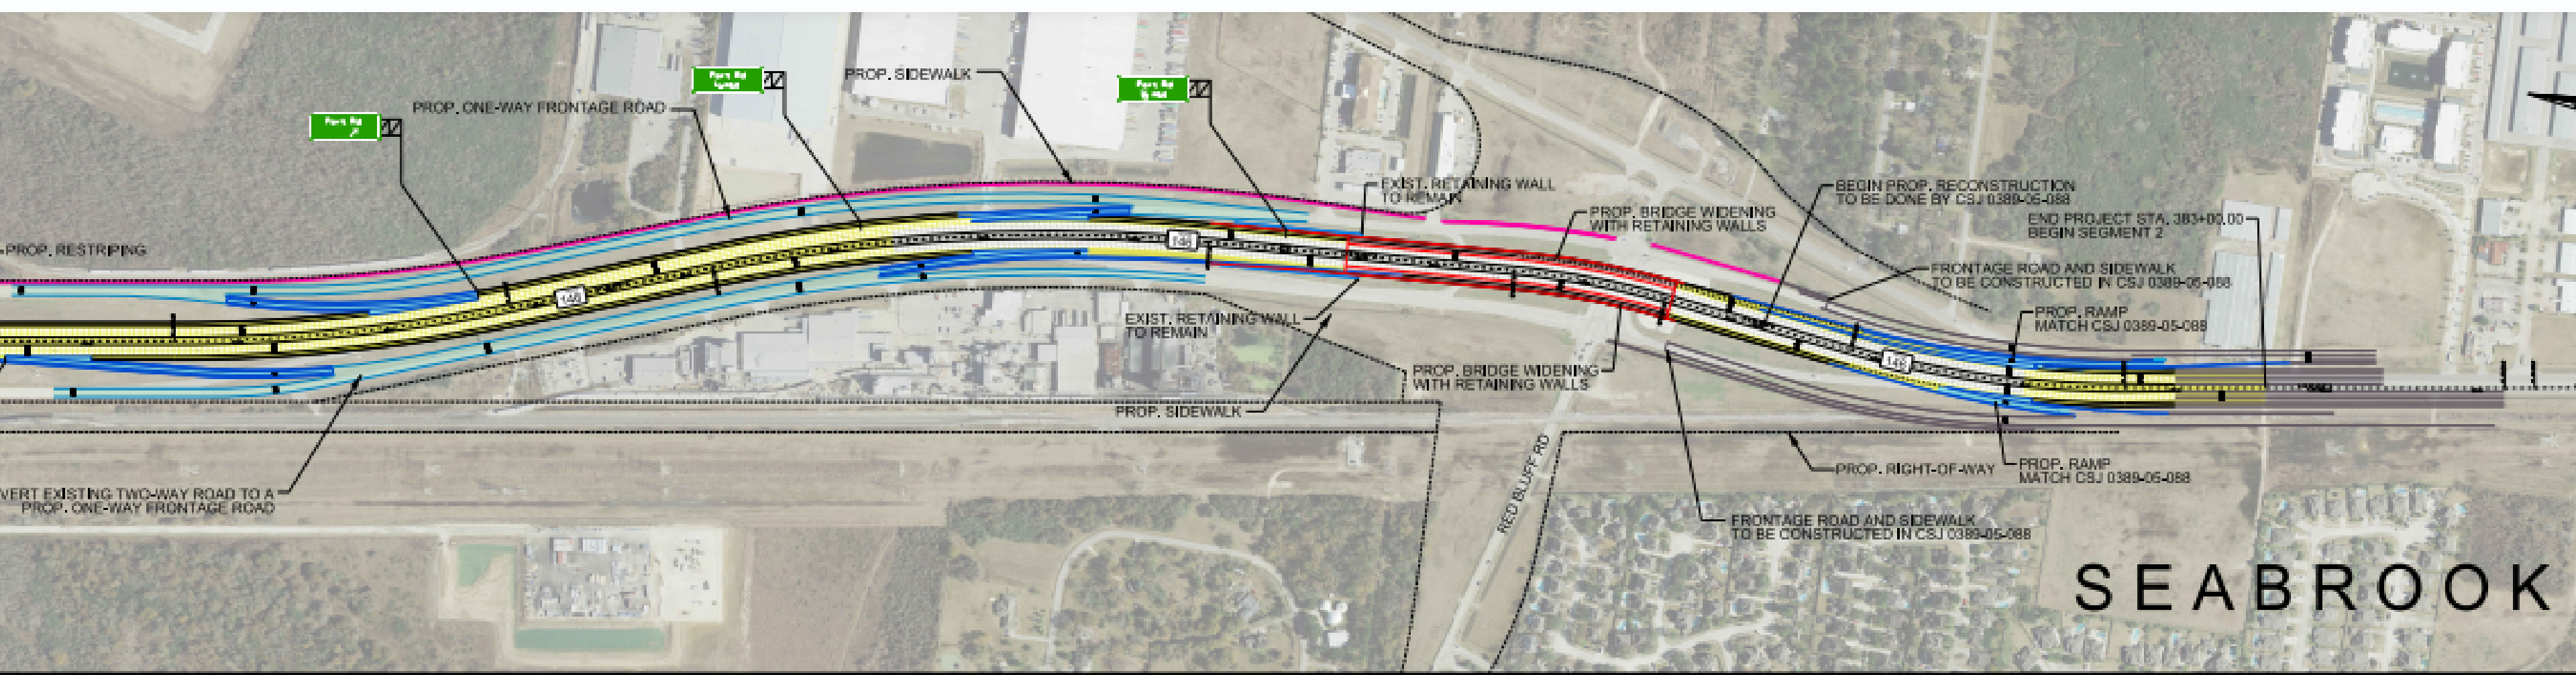 PROP. SIDEWALK
PROP. ONE-WAY FRONTAGE ROAD
PROP. RESTRIPING
EXIST. RETAINING WALL
TO REMAIN
PROP. BRIDGE WIDENING
WITH RETAINING WALLS
BEGIN PROP. RECONSTRUCTION
TO BE DONE BY CSJ 0389-05-088
END PROJECT STA. 383+00.00
BEGIN SEGMENT 2
FRONTAGE ROAD AND SIDEWALK
TO BE CONSTRUCTED IN CSJ 0389-05-088
PROP. RAMP
MATCH CSJ 0389-05-088
146
146
146
EXIST. RETAINING WALL
TO REMAIN
PROP. BRIDGE WIDENING
WITH RETAINING WALLS
PROP. SIDEWALK
RED BLUFF RD
PROP. RIGHT-OF-WAY
PROP. RAMP
MATCH CSJ 0389-05-088
VERT EXISTING TWO-WAY ROAD TO A
PROP. ONE-WAY FRONTAGE ROAD
FRONTAGE ROAD AND SIDEWALK
TO BE CONSTRUCTED IN CSJ 0389-05-088
SEABROOK